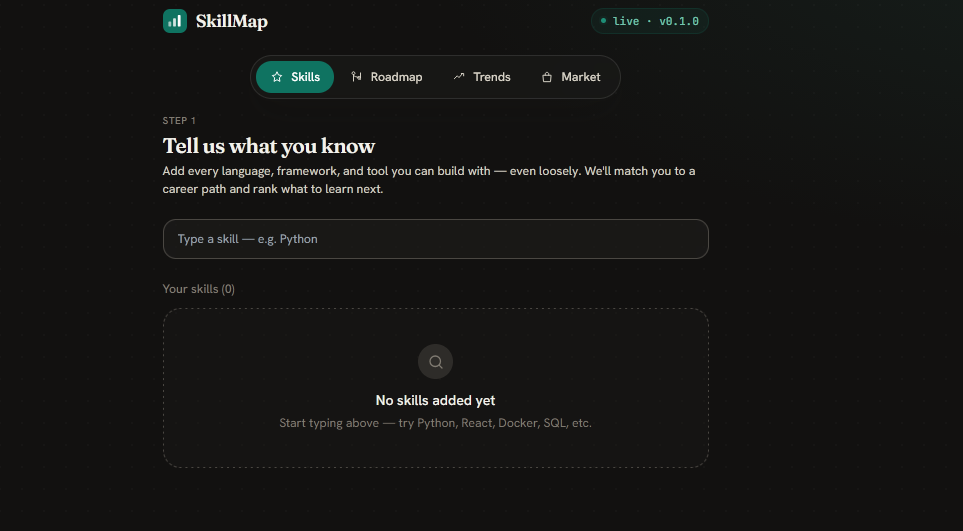 SkillMap
live · v0.1.0
Skills
Roadmap
Trends
Market
STEP 1
Tell us what you know
Add every language, framework, and tool you can build with — even loosely. We'll match you to a
career path and rank what to learn next.
Type a skill — e.g. Python
Your skills (0)
No skills added yet
Start typing above — try Python, React, Docker, SQL, etc.